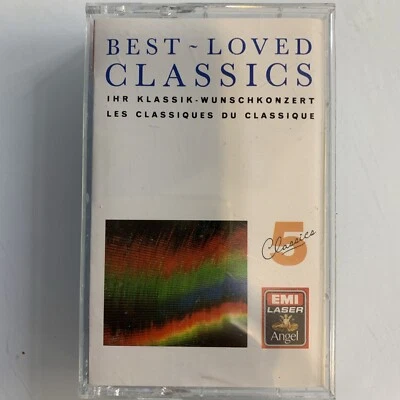 BEST~LOVED
CLASSICS
IHR KLASSIK-WUNSCHKONZERT
LES CLASSIQUES DU CLASSIQUE
5
Classics
EMI
LASER
Angel